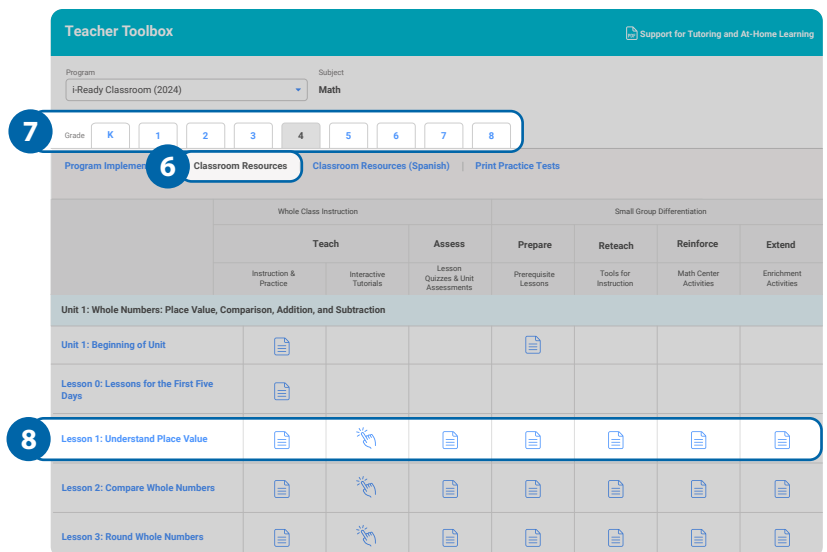 Teacher Toolbox
PDF Support for Tutoring and At-Home Learning
Program
Subject
i-Ready Classroom (2024)
Math
7
Grade K 1 2 3 4 5 6 7 8
Program Implemen 6 Classroom Resources Classroom Resources (Spanish) | Print Practice Tests
Whole Class Instruction
Small Group Differentiation
Teach
Assess
Prepare
Reteach
Reinforce
Extend
Instruction &
Practice
Interactive
Tutorials
Lesson
Quizzes & Unit
Assessments
Prerequisite
Lessons
Tools for
Instruction
Math Center
Activities
Enrichment
Activities
Unit 1: Whole Numbers: Place Value, Comparison, Addition, and Subtraction
Unit 1: Beginning of Unit
Lesson 0: Lessons for the First Five
Days
8
Lesson 1: Understand Place Value
Lesson 2: Compare Whole Numbers
Lesson 3: Round Whole Numbers